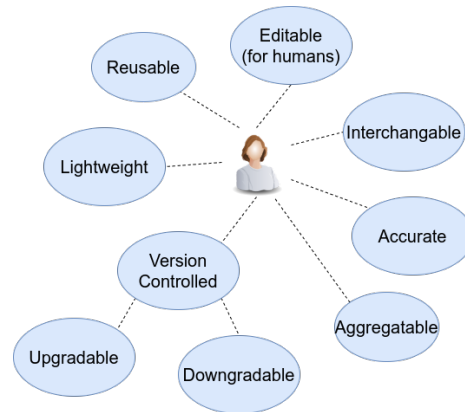 Editable
(for humans)
Reusable
Interchangable
Lightweight
Accurate
Version
Controlled
Aggregatable
Upgradable
Downgradable